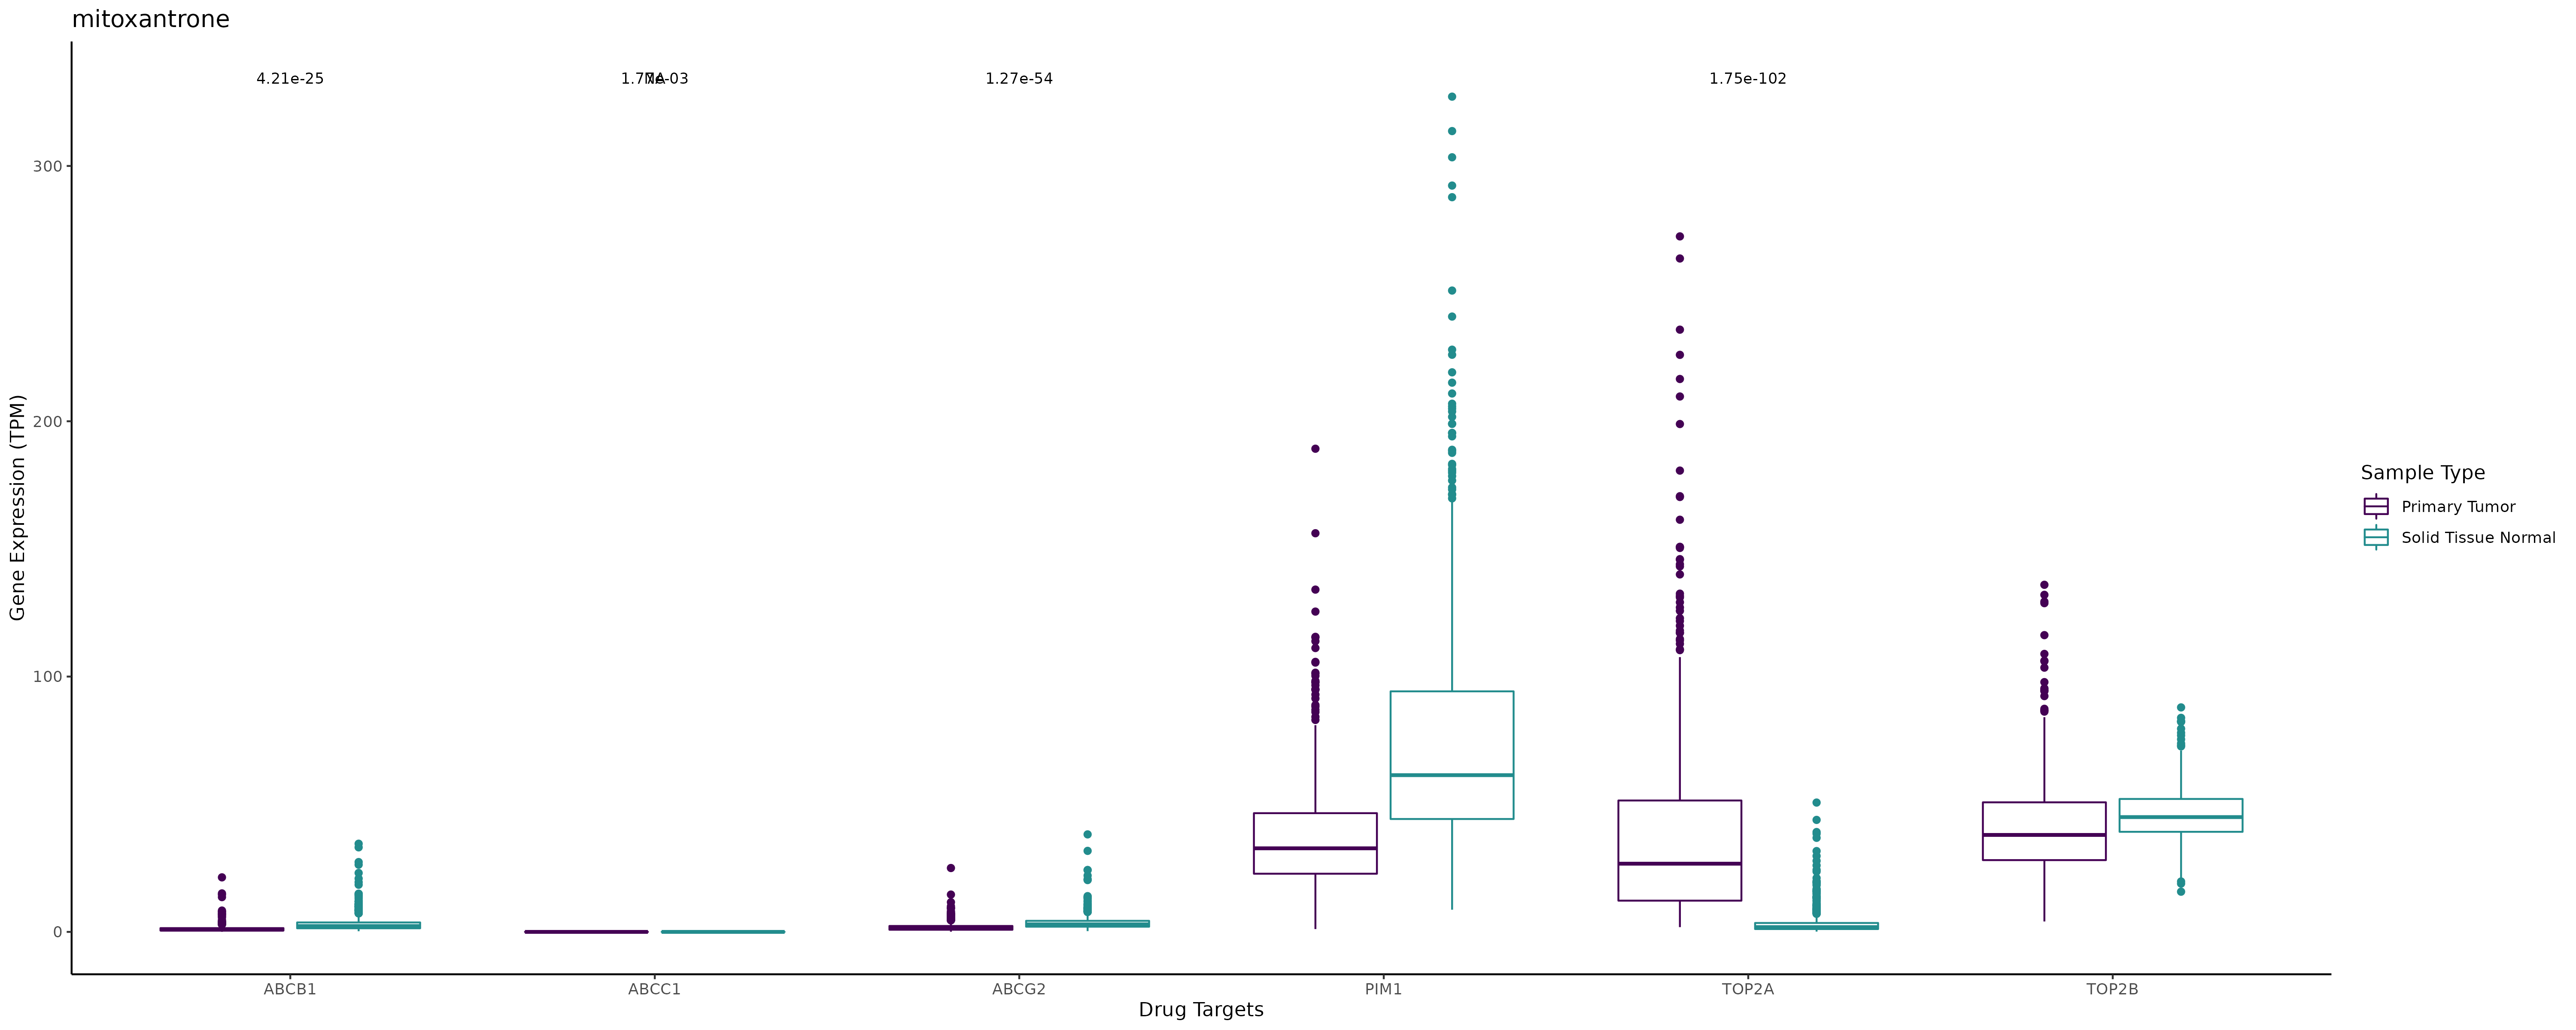 mitoxantrone
4.21e-25
1.27e-54
1.75e-102
300
200
100
0
Gene Expression (TPM)
ABCB1
ABCC1
ABCG2
PIM1
TOP2A
TOP2B
Drug Targets
Sample Type
Primary Tumor
Solid Tissue Normal